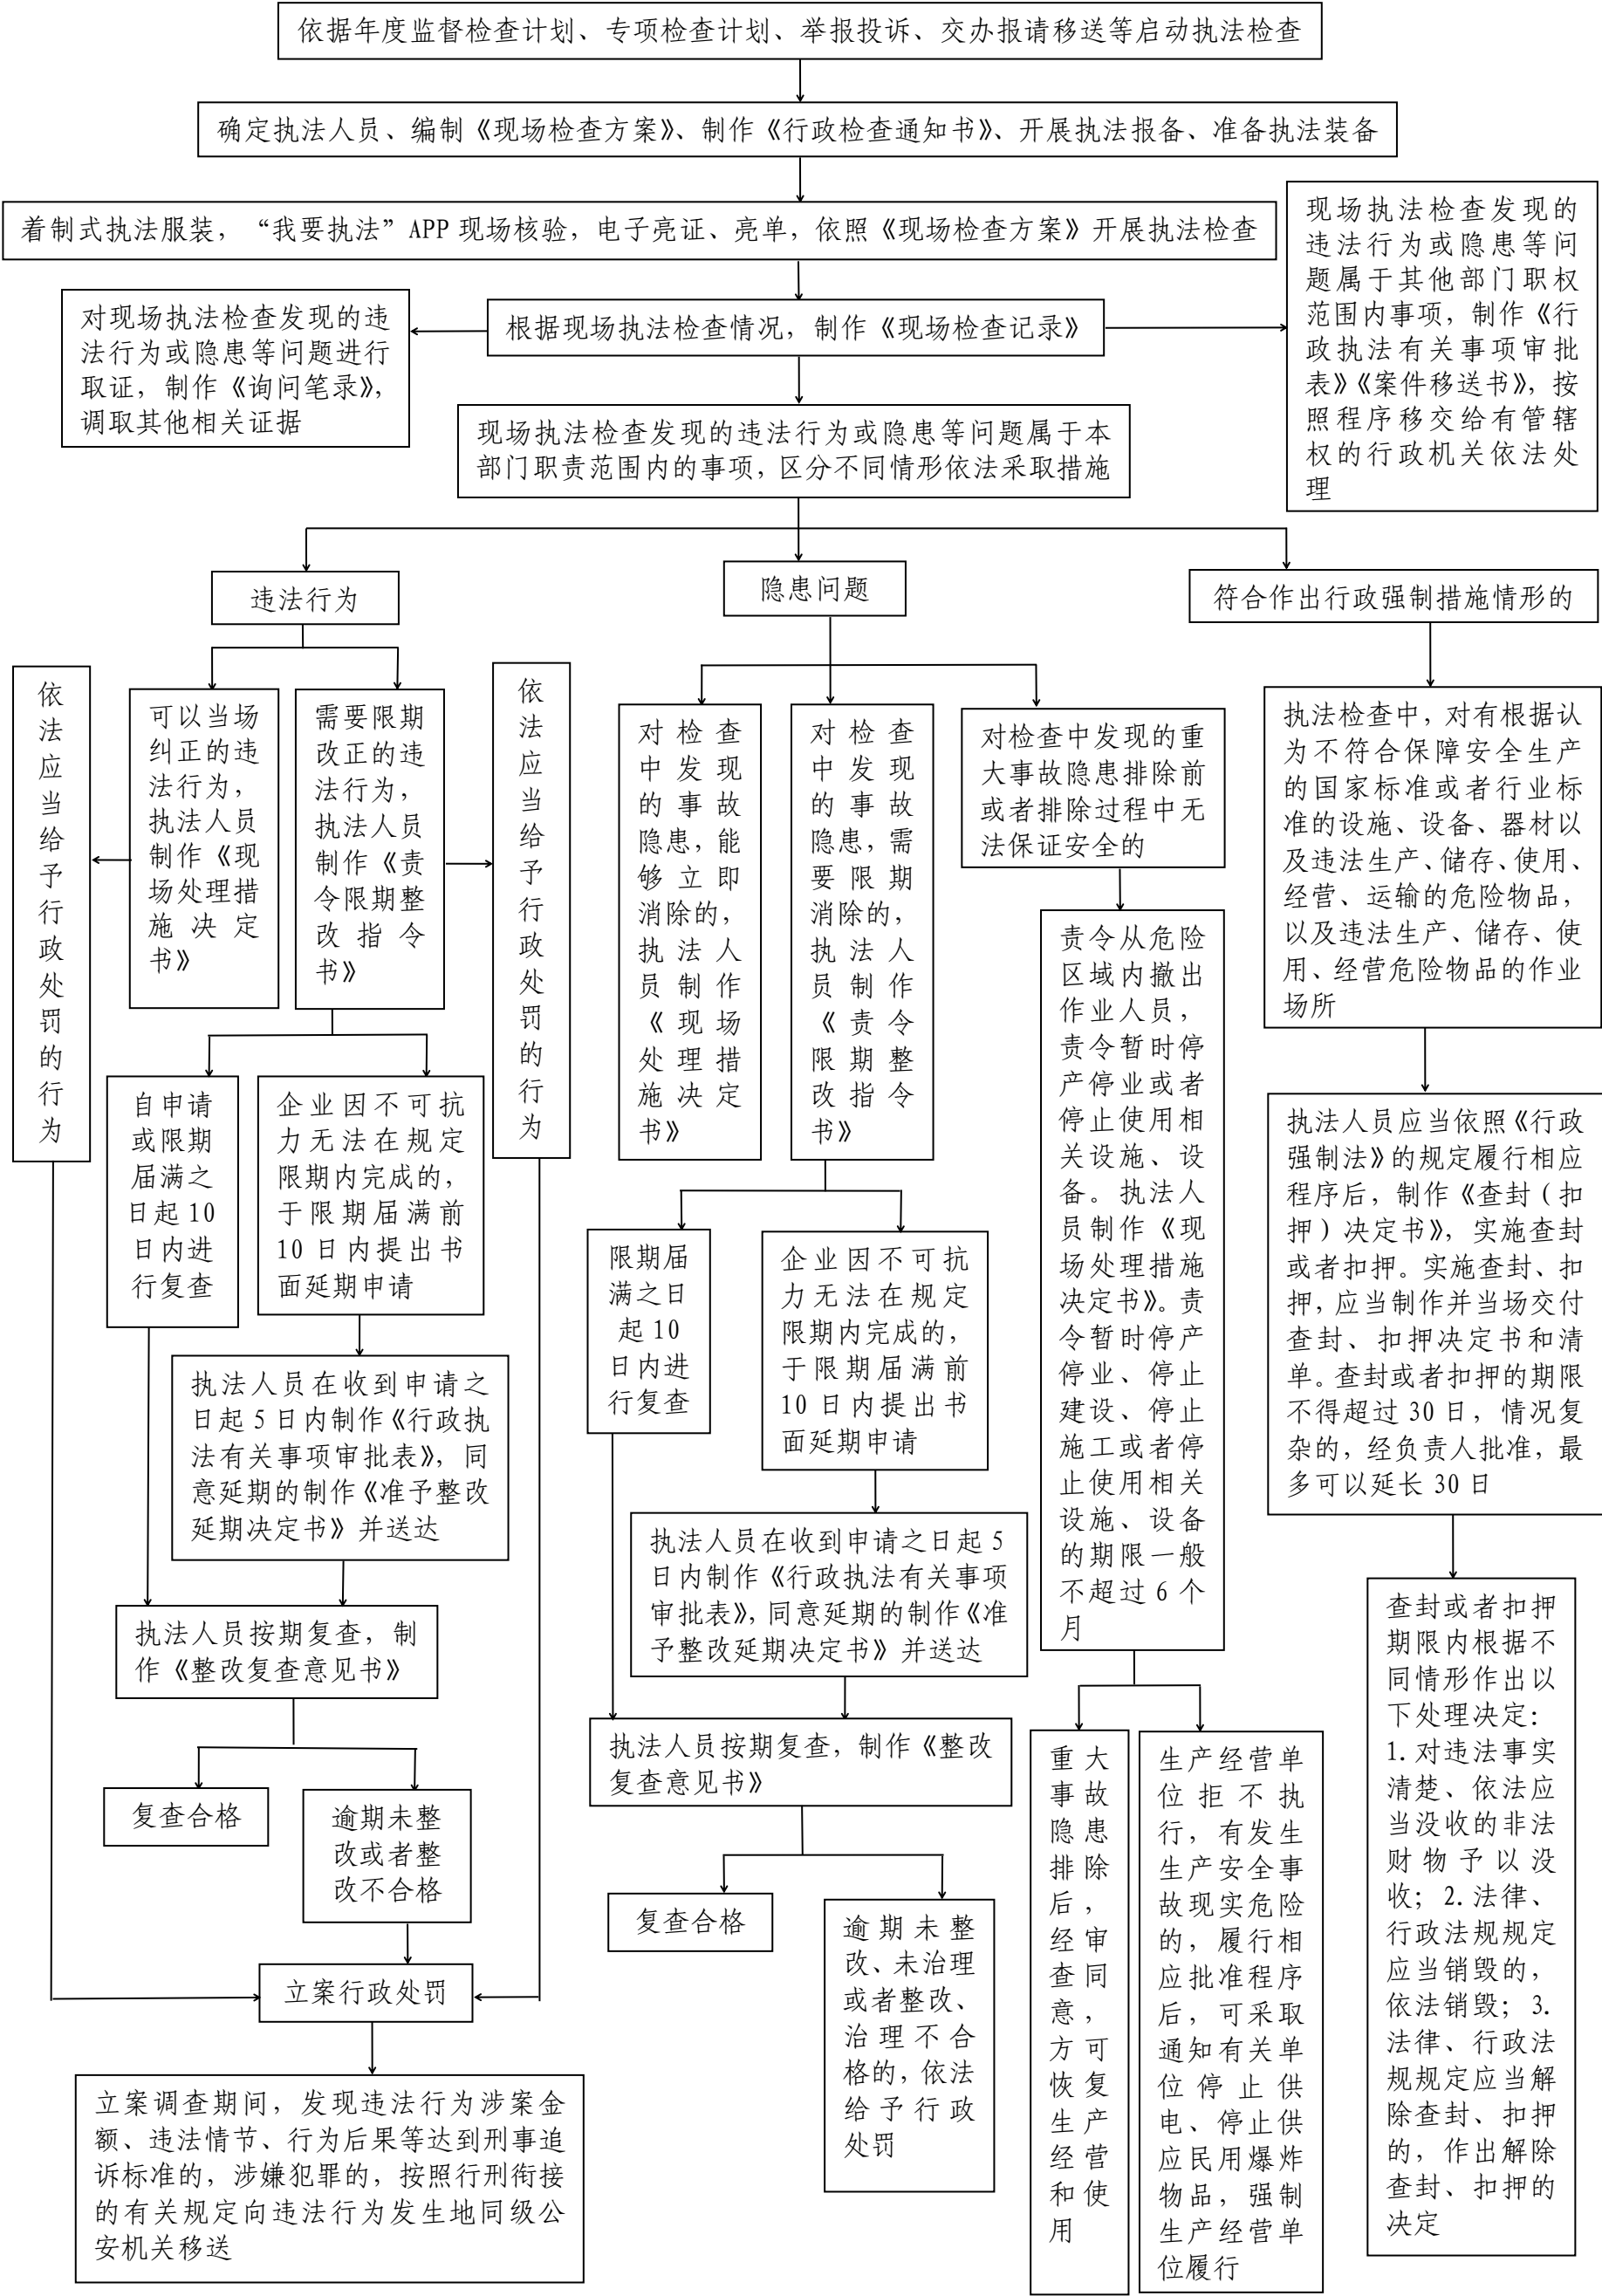 依据年度监督检查计划、专项检查计划、举报投诉、交办报请移送等启动执法检查
确定执法人员、编制《现场检查方案》、制作《行政检查通知书》、开展执法报备、准备执法装备
着制式执法服装，“我要执法”APP现场核验，电子亮证、亮单，依照《现场检查方案》开展执法检查
现场执法检查发现的
违法行为或隐患等问
题属于其他部门职权
范围内事项，制作《行
政执法有关事项审批
表》《案件移送书》，按
照程序移交给有管辖
权的行政机关依法处
理
对现场执法检查发现的违
法行为或隐患等问题进行
取证，制作《询问笔录》，
调取其他相关证据
根据现场执法检查情况，制作《现场检查记录》
现场执法检查发现的违法行为或隐患等问题属于本
部门职责范围内的事项，区分不同情形依法采取措施
违法行为
隐患问题
符合作出行政强制措施情形的
依
法
应
当
给
予
行
政
处
罚
的
行
为
可以当场
纠正的违
法行为，
执法人员
制作《现
场处理措
施决定
书》
需要限期
改正的违
法行为，
执法人员
制作《责
令限期整
改指令
书》
依
法
应
当
给
予
行
政
处
罚
的
行
为
对检查
中发现
的事故
隐患，能
够立即
消除的，
执法人
员制作
《现场
处理措
施决定
书》
对检查
中发现
的事故
隐患，需
要限期
消除的，
执法人
员制作
《责令
限期整
改指令
书》
对检查中发现的重
大事故隐患排除前
或者排除过程中无
法保证安全的
执法检查中，对有根据认
为不符合保障安全生产
的国家标准或者行业标
准的设施、设备、器材以
及违法生产、储存、使用、
经营、运输的危险物品，
以及违法生产、储存、使
用、经营危险物品的作业
场所
自申请
或限期
届满之
日起10
日内进
行复查
企业因不可抗
力无法在规定
限期内完成的，
于限期届满前
10日内提出书
面延期申请
执法人员在收到申请之
日起5日内制作《行政执
法有关事项审批表》，同
意延期的制作《准予整改
延期决定书》并送达
执法人员按期复查，制
作《整改复查意见书》
复查合格
逾期未整
改或者整
改不合格
立案行政处罚
立案调查期间，发现违法行为涉案金
额、违法情节、行为后果等达到刑事追
诉标准的，涉嫌犯罪的，按照行刑衔接
的有关规定向违法行为发生地同级公
安机关移送
限期届
满之日
起10
日内进
行复查
企业因不可抗
力无法在规定
限期内完成的，
于限期届满前
10日内提出书
面延期申请
执法人员在收到申请之日起5
日内制作《行政执法有关事项
审批表》，同意延期的制作《准
予整改延期决定书》并送达
执法人员按期复查，制作《整改
复查意见书》
复查合格
逾期未整
改、未治理
或者整改、
治理不合
格的，依法
给予行政
处罚
责令从危险
区域内撤出
作业人员，
责令暂时停
产停业或者
停止使用相
关设施、设
备。执法人
员制作《现
场处理措施
决定书》。责
令暂时停产
停业、停止
建设、停止
施工或者停
止使用相关
设施、设备
的期限一般
不超过6个
月
重大
事故
隐患
排除
后，
经审
查同
意，
方可
恢复
生产
经营
和使
用
生产经营单
位拒不执
行，有发生
生产安全事
故现实危险
的，履行相
应批准程序
后，可采取
通知有关单
位停止供
电、停止供
应民用爆炸
物品，强制
生产经营单
位履行
执法人员应当依照《行政
强制法》的规定履行相应
程序后，制作《查封（扣
押）决定书》，实施查封
或者扣押。实施查封、扣
押，应当制作并当场交付
查封、扣押决定书和清
单。查封或者扣押的期限
不得超过30日，情况复
杂的，经负责人批准，最
多可以延长30日
查封或者扣押
期限内根据不
同情形作出以
下处理决定：
1.对违法事实
清楚、依法应
当没收的非法
财物予以没
收；2.法律、
行政法规规定
应当销毁的，
依法销毁；3.
法律、行政法
规规定应当解
除查封、扣押
的，作出解除
查封、扣押的
决定